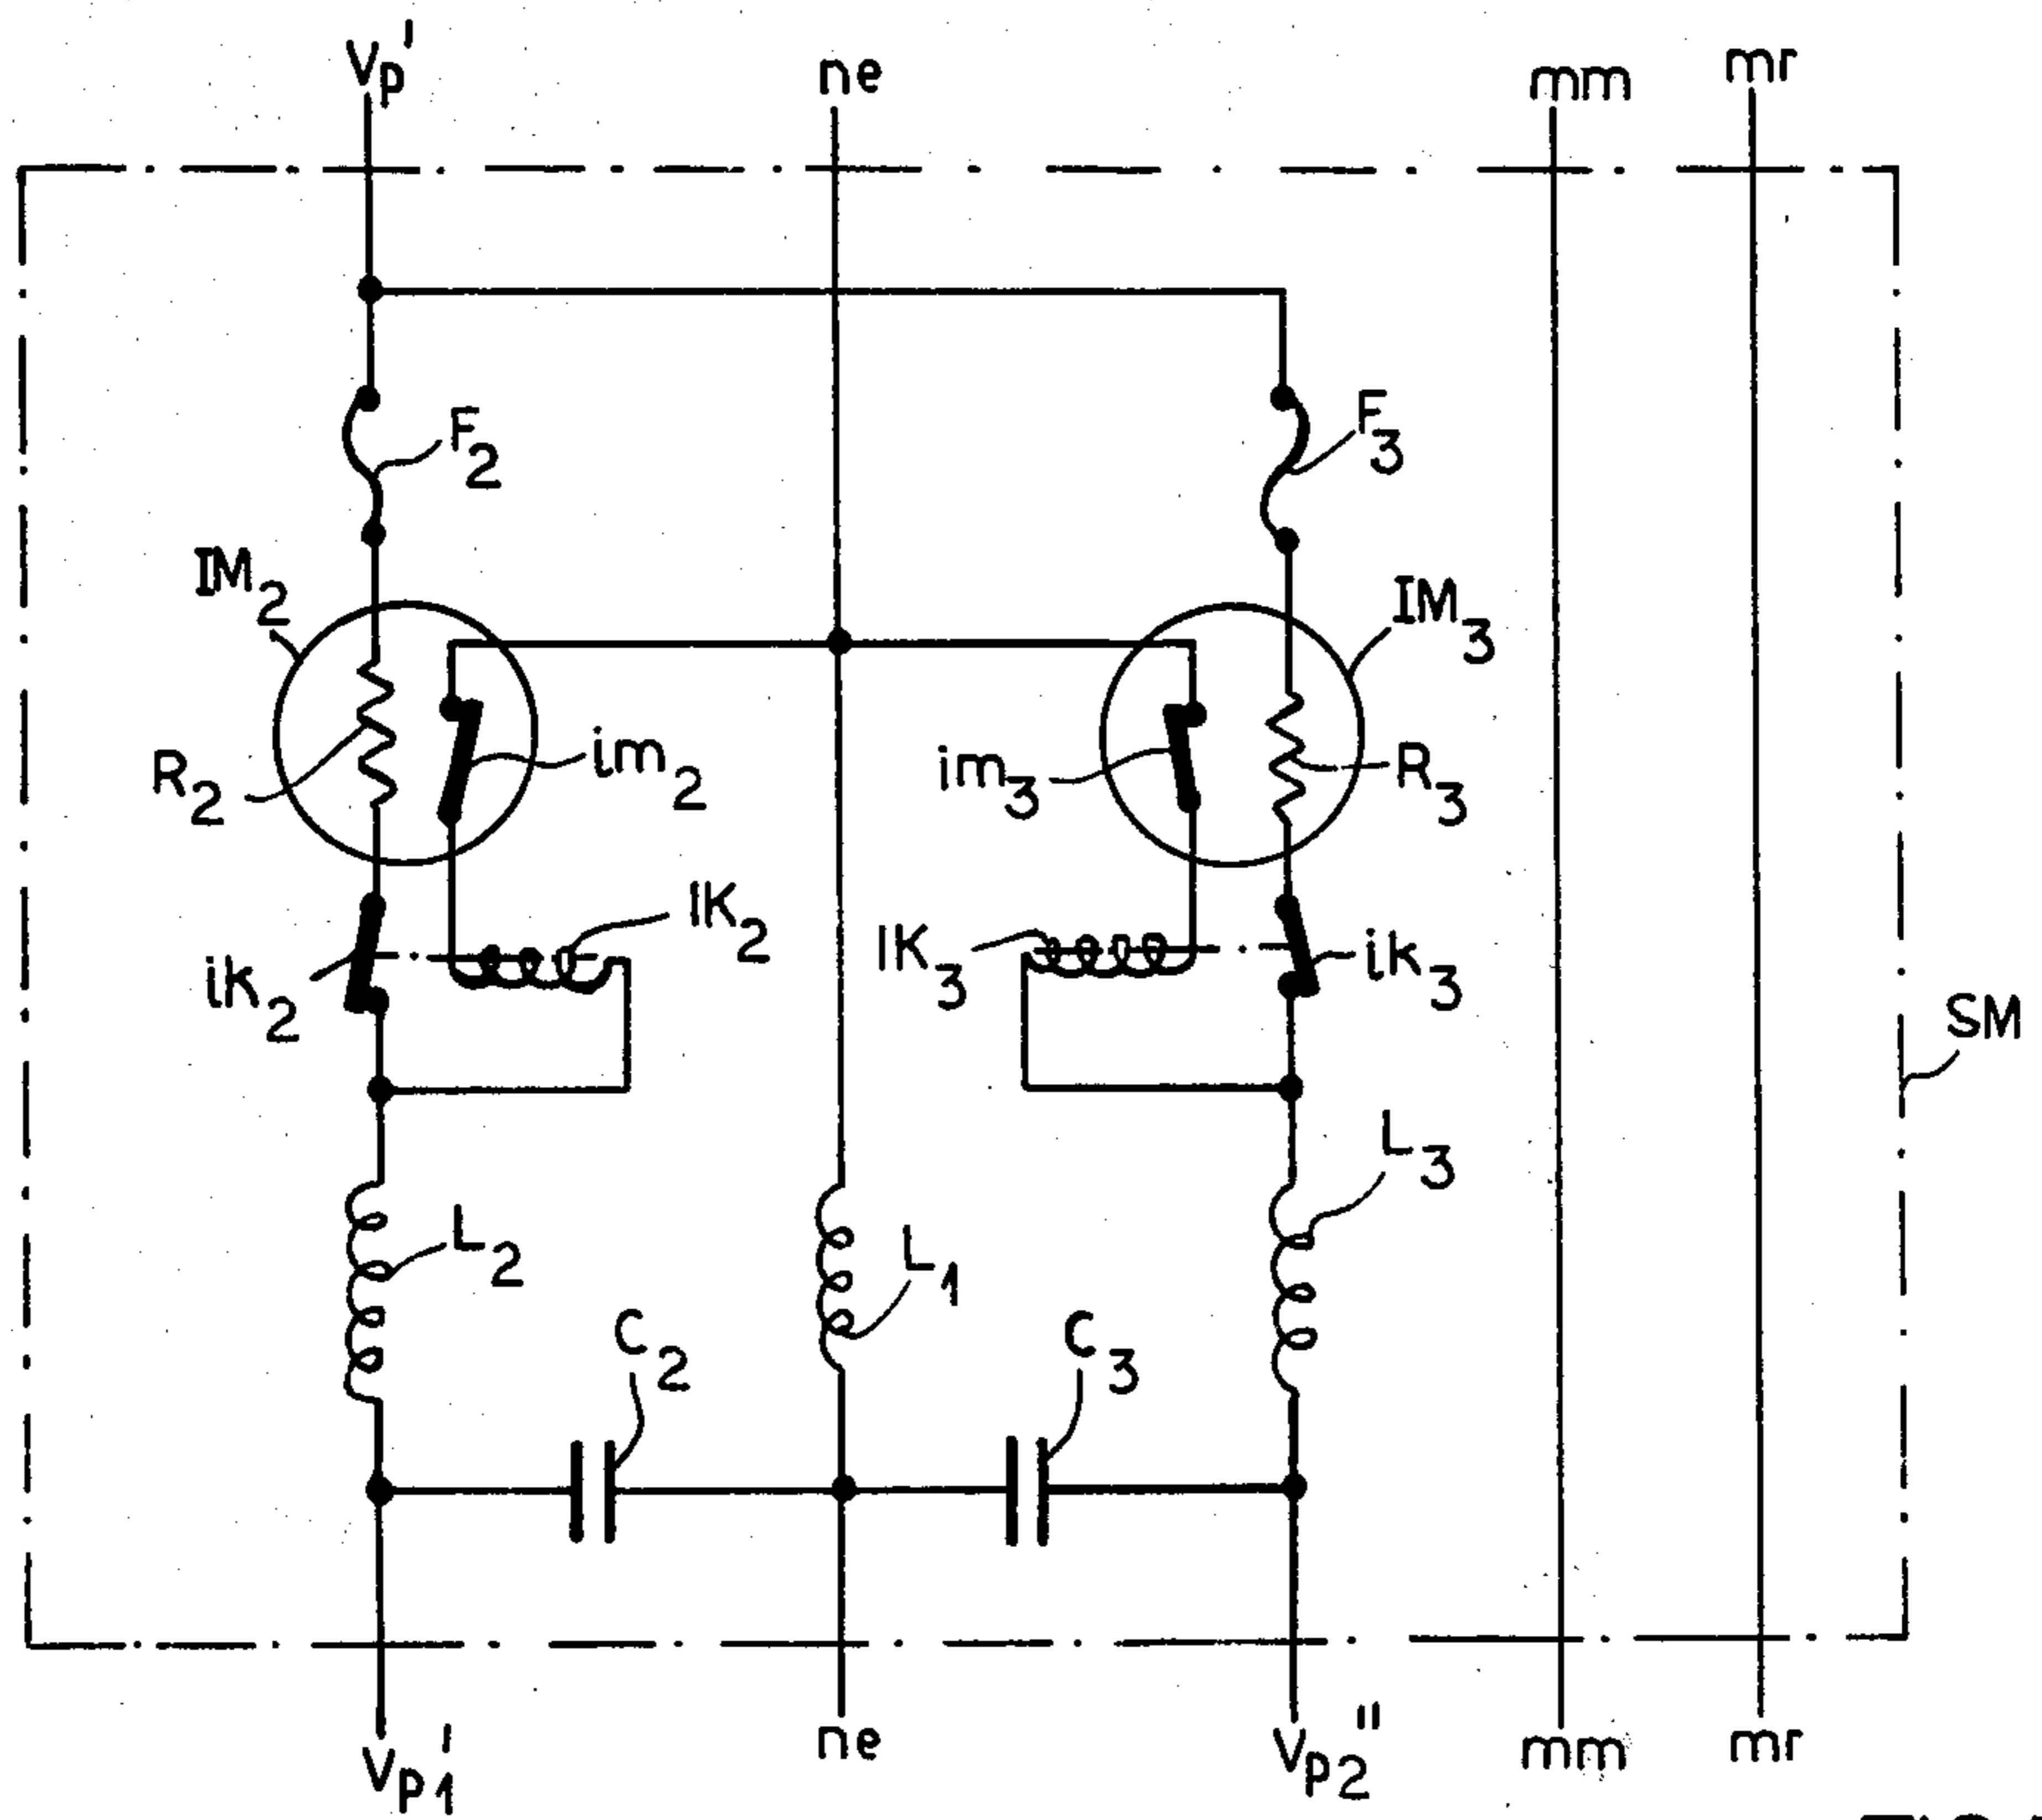 Vp'
ne
mm
mr
F2
F3
IM2
IM3
R2
im2
im3
R3
IK2
IK3
ik2
ik3
SM
L3
L2
L1
C2
C3
Vp1'
ne
Vp2"
mm
mr